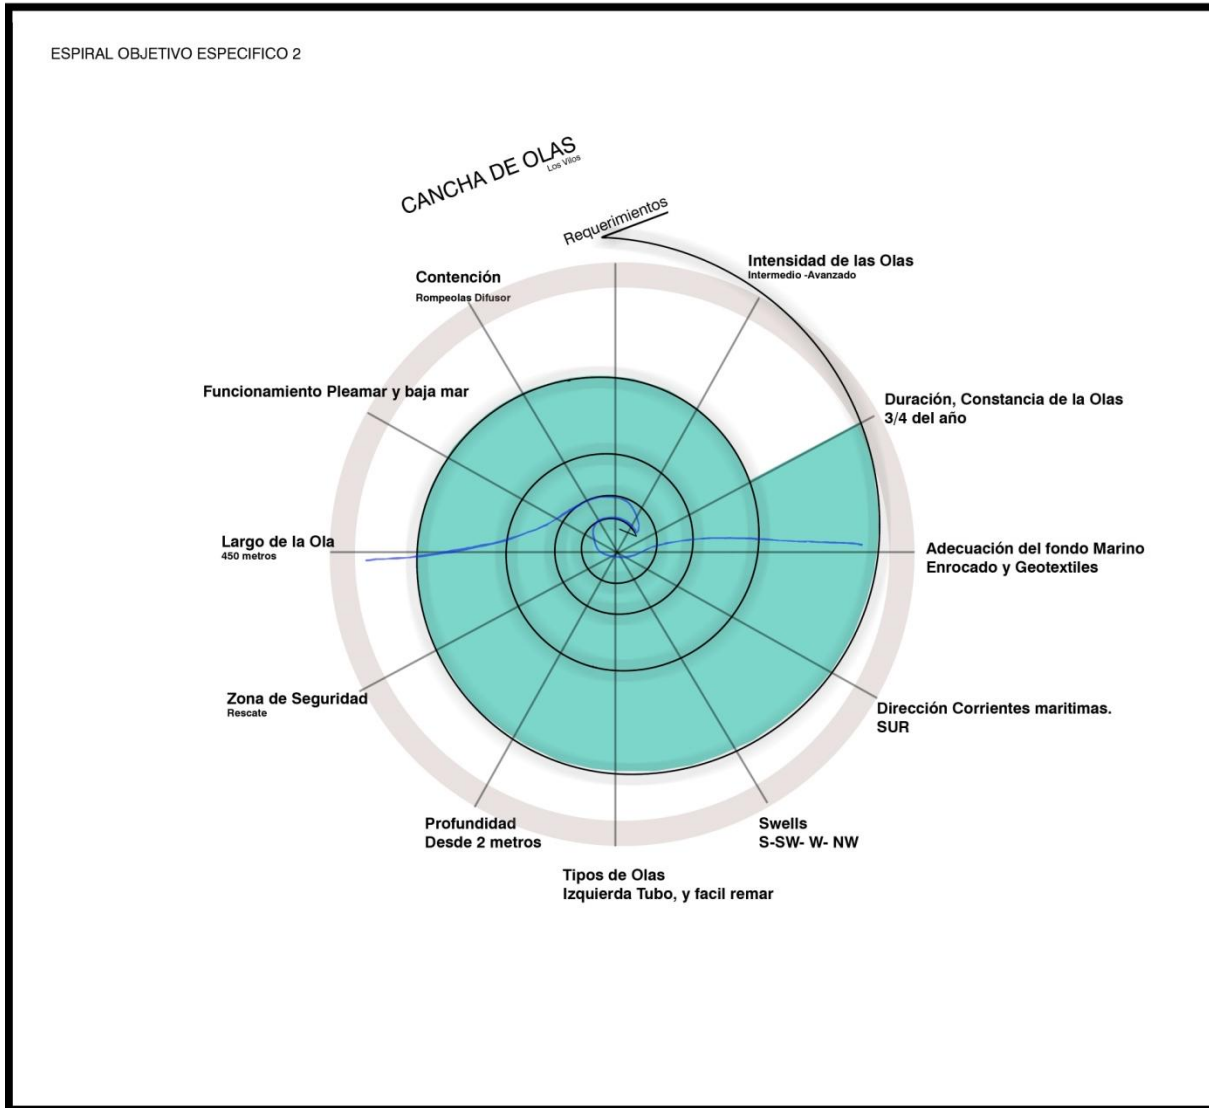 ESPIRAL OBJETIVO ESPECIFICO 2
CANCHA DE OLAS
Los Vilos
Requerimientos
Intensidad de las Olas
Intermedio -Avanzado
Duración, Constancia de la Olas
3/4 del año
Adecuación del fondo Marino
Enrocado y Geotextiles
Dirección Corrientes maritimas.
SUR
Swells
S-SW- W- NW
Tipos de Olas
Izquierda Tubo, y facil remar
Profundidad
Desde 2 metros
Zona de Seguridad
Rescate
Largo de la Ola
450 metros
Funcionamiento Pleamar y baja mar
Contención
Rompeolas Difusor